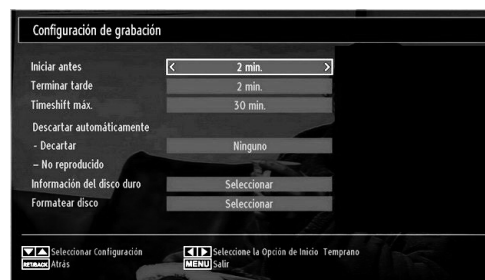 Configuración de grabación
Iniciar antes < 2 min. >
Terminar tarde 2 min.
Timeshift máx. 30 min.
Descartar automáticamente
- Decartar Ninguno
– No reproducido
Información del disco duro Seleccionar
Formatear disco Seleccionar
Seleccionar Configuración Seleccione la Opción de Inicio Temprano
RET/BACK Atrás MENU Salir